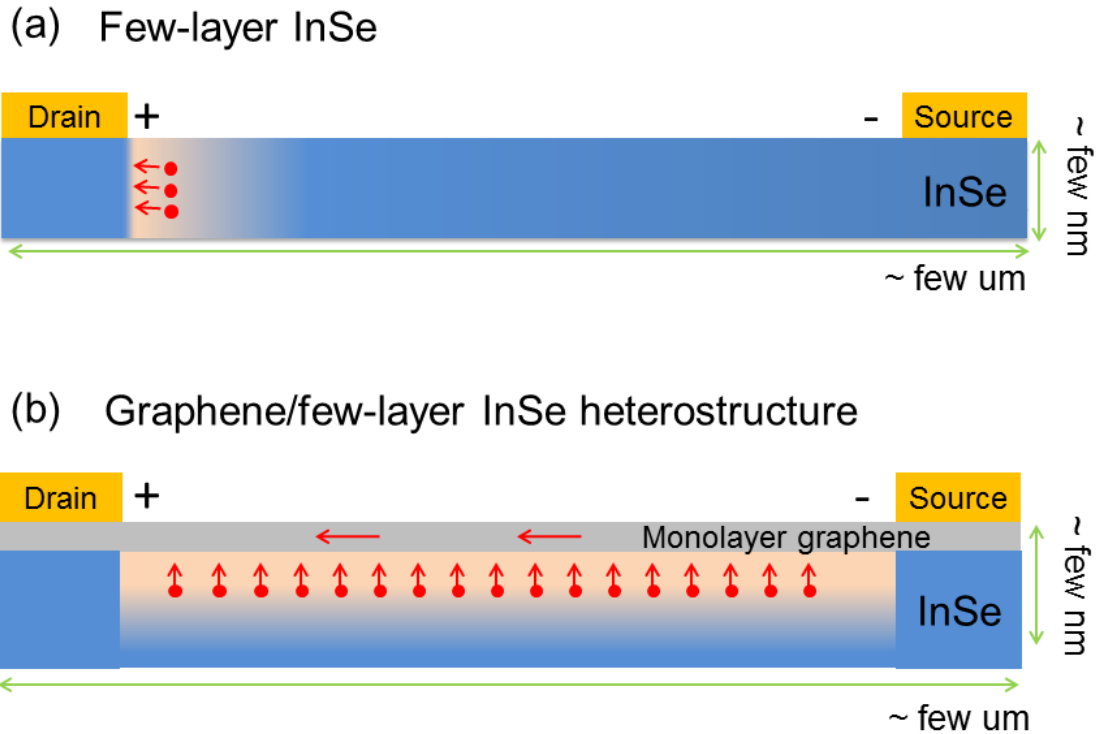 (a) Few-layer InSe
Drain + - Source
InSe
~ few nm
~ few um
(b) Graphene/few-layer InSe heterostructure
Drain + - Source
Monolayer graphene
InSe
~ few nm
~ few um